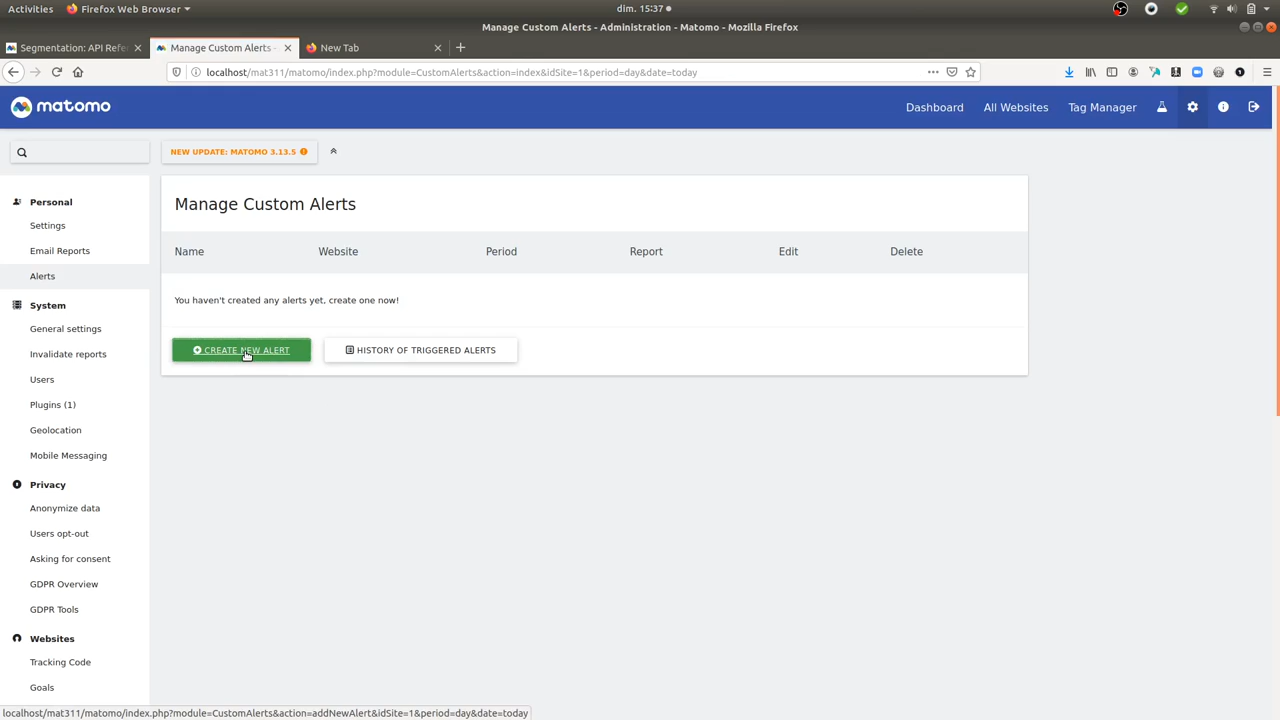 Activities
Firefox Web Browser
dim. 15:37
Manage Custom Alerts - Administration - Matomo - Mozilla Firefox
Segmentation: API Refe
Manage Custom Alerts -
New Tab
localhost/mat311/matomo/index.php?module=CustomAlerts&action=index&idSite=1&period=day&date=today
matomo
Dashboard
All Websites
Tag Manager
NEW UPDATE: MATOMO 3.13.5
Personal
Settings
Email Reports
Alerts
System
General settings
Invalidate reports
Users
Plugins (1)
Geolocation
Mobile Messaging
Privacy
Anonymize data
Users opt-out
Asking for consent
GDPR Overview
GDPR Tools
Websites
Tracking Code
Goals
Manage Custom Alerts
Name Website Period Report Edit Delete
You haven't created any alerts yet, create one now!
CREATE NEW ALERT
HISTORY OF TRIGGERED ALERTS
localhost/mat311/matomo/index.php?module=CustomAlerts&action=addNewAlert&idSite=1&period=day&date=today